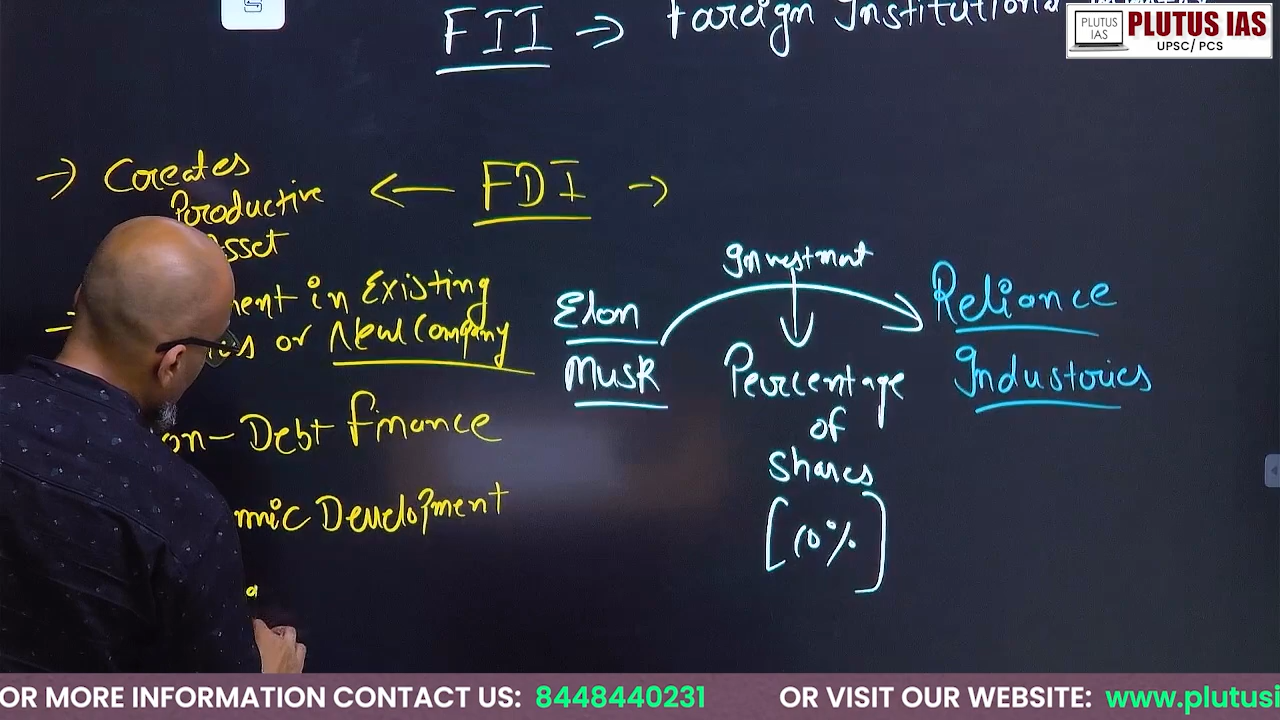 FII → Foreign Institutional
PLUTUS IAS
PLUTUS IAS
UPSC/ PCS
→ Creates
Productive
Asset
← FDI →
ment in Existing
or New Company
on-Debt finance
mic Development
Investment
Elon
Musk
Percentage
of
Shares
[10%]
Reliance
Industries
OR MORE INFORMATION CONTACT US: 8448440231 OR VISIT OUR WEBSITE: www.plutusi